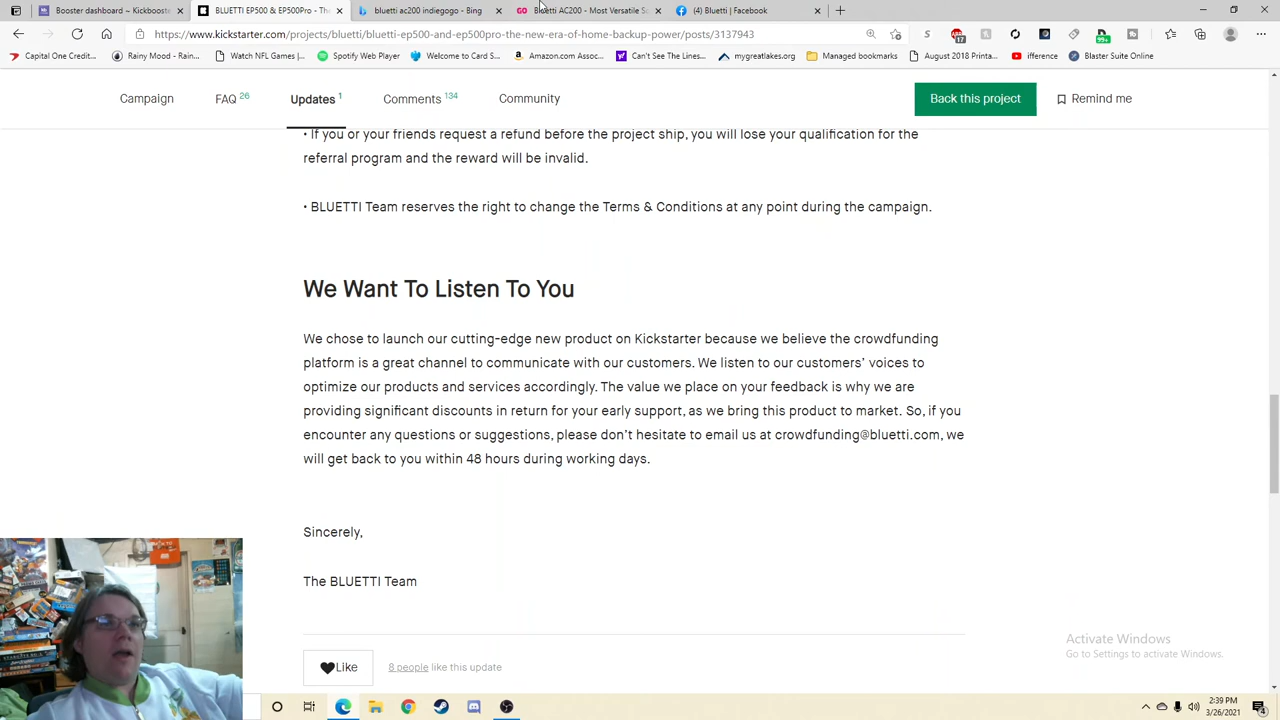 Booster dashboard ~ Kickbooste
BLUETTI EP500 & EP500Pro - The
bluetti ac200 indiegogo - Bing
GO Bluetti AC200 - Most Versatile S
(4) Bluetti | Facebook
https://www.kickstarter.com/projects/bluetti/bluetti-ep500-and-ep500pro-the-new-era-of-home-backup-power/posts/3137943
17
99+
Capital One Credit...
Rainy Mood - Rain...
Watch NFL Games |...
Spotify Web Player
Welcome to Card S...
Amazon.com Assoc...
Can't See The Lines...
mygreatlakes.org
Managed bookmarks
August 2018 Printa...
ifference
Blaster Suite Online
Campaign
FAQ 26
Updates 1
Comments 134
Community
Back this project
Remind me
• If you or your friends request a refund before the project ship, you will lose your qualification for the
referral program and the reward will be invalid.
• BLUETTI Team reserves the right to change the Terms & Conditions at any point during the campaign.
We Want To Listen To You
We chose to launch our cutting-edge new product on Kickstarter because we believe the crowdfunding
platform is a great channel to communicate with our customers. We listen to our customers' voices to
optimize our products and services accordingly. The value we place on your feedback is why we are
providing significant discounts in return for your early support, as we bring this product to market. So, if you
encounter any questions or suggestions, please don't hesitate to email us at crowdfunding@bluetti.com, we
will get back to you within 48 hours during working days.
Sincerely,
The BLUETTI Team
Like
8 people like this update
Activate Windows
Go to Settings to activate Windows.
2:39 PM
3/26/2021
4